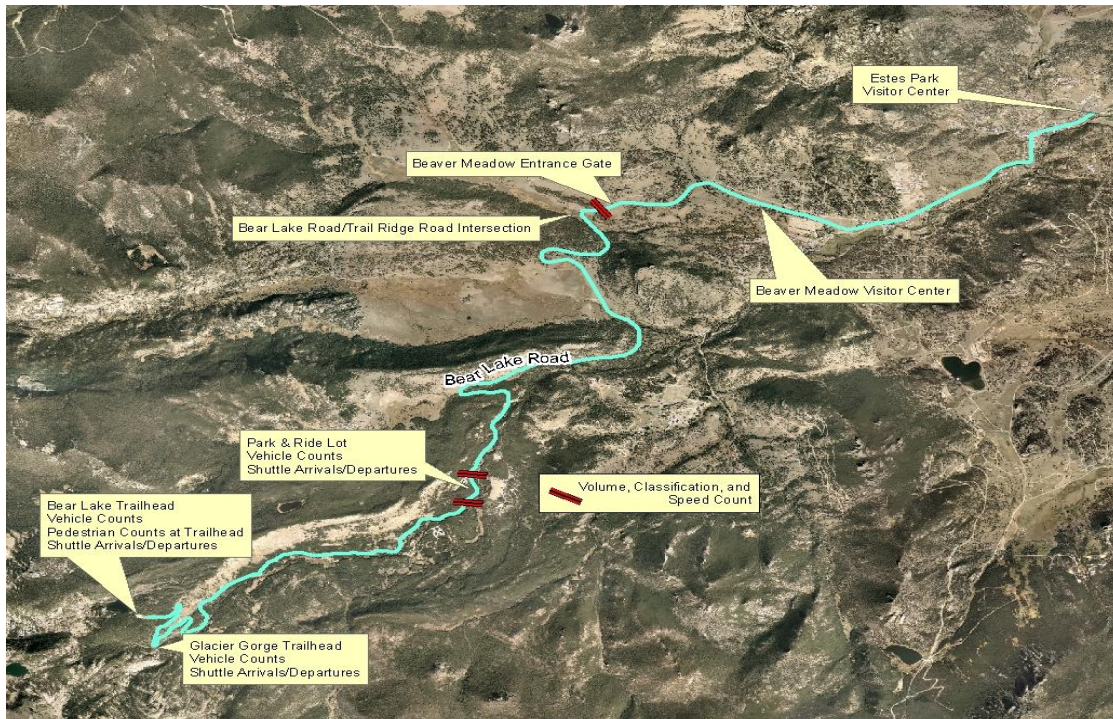 Estes Park
Visitor Center
Beaver Meadow Entrance Gate
Bear Lake Road/Trail Ridge Road Intersection
Beaver Meadow Visitor Center
Bear Lake Road
Park & Ride Lot
Vehicle Counts
Shuttle Arrivals/Departures
Volume, Classification, and
Speed Count
Bear Lake Trailhead
Vehicle Counts
Pedestrian Counts at Trailhead
Shuttle Arrivals/Departures
Glacier Gorge Trailhead
Vehicle Counts
Shuttle Arrivals/Departures